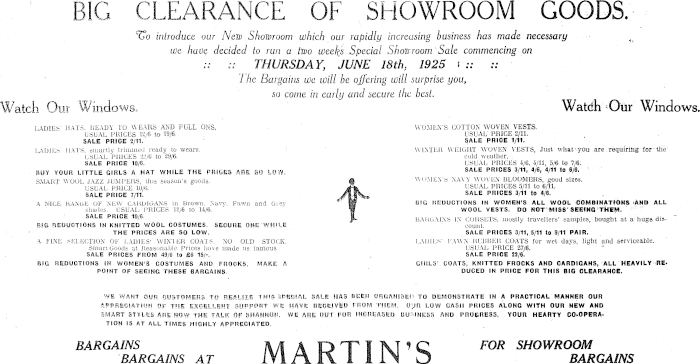 BIG CLEARANCE OF SHOWROOM GOODS.
To introduce our New Showroom which our rapidly increasing business has made necessary
we have decided to run a two weeks Special Showroom Sale commencing on
:: :: THURSDAY, JUNE 18th, 1925 :: ::
The Bargains we will be offering will surprise you,
so come in early and secure the best.
Watch Our Windows.
LADIES' HATS, READY TO WEARS AND PULL ONS,
USUAL PRICES 12/6 to 19/6.
SALE PRICE 2/11.
LADIES' HATS, smartly trimmed ready to wears.
USUAL PRICES 22/6 to 29/6.
SALE PRICE 10/6.
BUY YOUR LITTLE GIRLS A HAT WHILE THE PRICES ARE SO LOW.
SMART WOOL JAZZ JUMPERS, this season's goods.
USUAL PRICE 10/6.
SALE PRICE 7/11.
A NICE RANGE OF NEW CARDIGANS in Brown, Navy, Fawn and Grey
shades. USUAL PRICES 12/6 to 14/6.
SALE PRICE 10/6.
BIG REDUCTIONS IN KNITTED WOOL COSTUMES. SECURE ONE WHILE
THE PRICES ARE SO LOW.
A FINE SELECTION OF LADIES' WINTER COATS. NO OLD STOCK.
Smart Goods at Reasonable Prices have made us famous
SALE PRICES FROM 49/6 to £6 15/-.
BIG REDUCTIONS IN WOMEN'S COSTUMES AND FROCKS. MAKE A
POINT OF SEEING THESE BARGAINS.
Watch Our Windows.
WOMEN'S COTTON WOVEN VESTS.
USUAL PRICE 2/11.
SALE PRICE 1/11.
WINTER WEIGHT WOVEN VESTS, Just what you are requiring for the
cold weather.
USUAL PRICES 4/6, 5/11, 5/6 to 7/6.
SALE PRICES 3/11, 4/6, 4/11 to 6/6.
WOMEN'S NAVY WOVEN BLOOMERS, good sizes.
USUAL PRICES 5/11 to 6/11.
SALE PRICES 3/11 to 4/6.
BIG REDUCTIONS IN WOMEN'S ALL WOOL COMBINATIONS AND ALL
WOOL VESTS. DO NOT MISS SEEING THEM.
BARGAINS IN CORSETS, mostly travellers' samples, bought at a huge dis-
count.
SALE PRICES 3/11, 5/11 to 9/11 PAIR.
LADIES' FAWN RUBBER COATS for wet days, light and serviceable.
USUAL PRICE 27/6.
SALE PRICE 22/6.
GIRLS' COATS, KNITTED FROCKS AND CARDIGANS, ALL HEAVILY RE-
DUCED IN PRICE FOR THIS BIG CLEARANCE.
WE WANT OUR CUSTOMERS TO REALISE THIS SPECIAL SALE HAS BEEN ORGANISED TO DEMONSTRATE IN A PRACTICAL MANNER OUR
APPRECIATION OF THE EXCELLENT SUPPORT WE HAVE RECEIVED FROM THEM. OUR LOW CASH PRICES ALONG WITH OUR NEW AND
SMART STYLES ARE NOW THE TALK OF SHANNON. WE ARE OUT FOR INCREASED BUSINESS AND PROGRESS. YOUR HEARTY CO-OPERA-
TION IS AT ALL TIMES HIGHLY APPRECIATED.
BARGAINS
BARGAINS AT MARTIN'S FOR SHOWROOM
BARGAINS